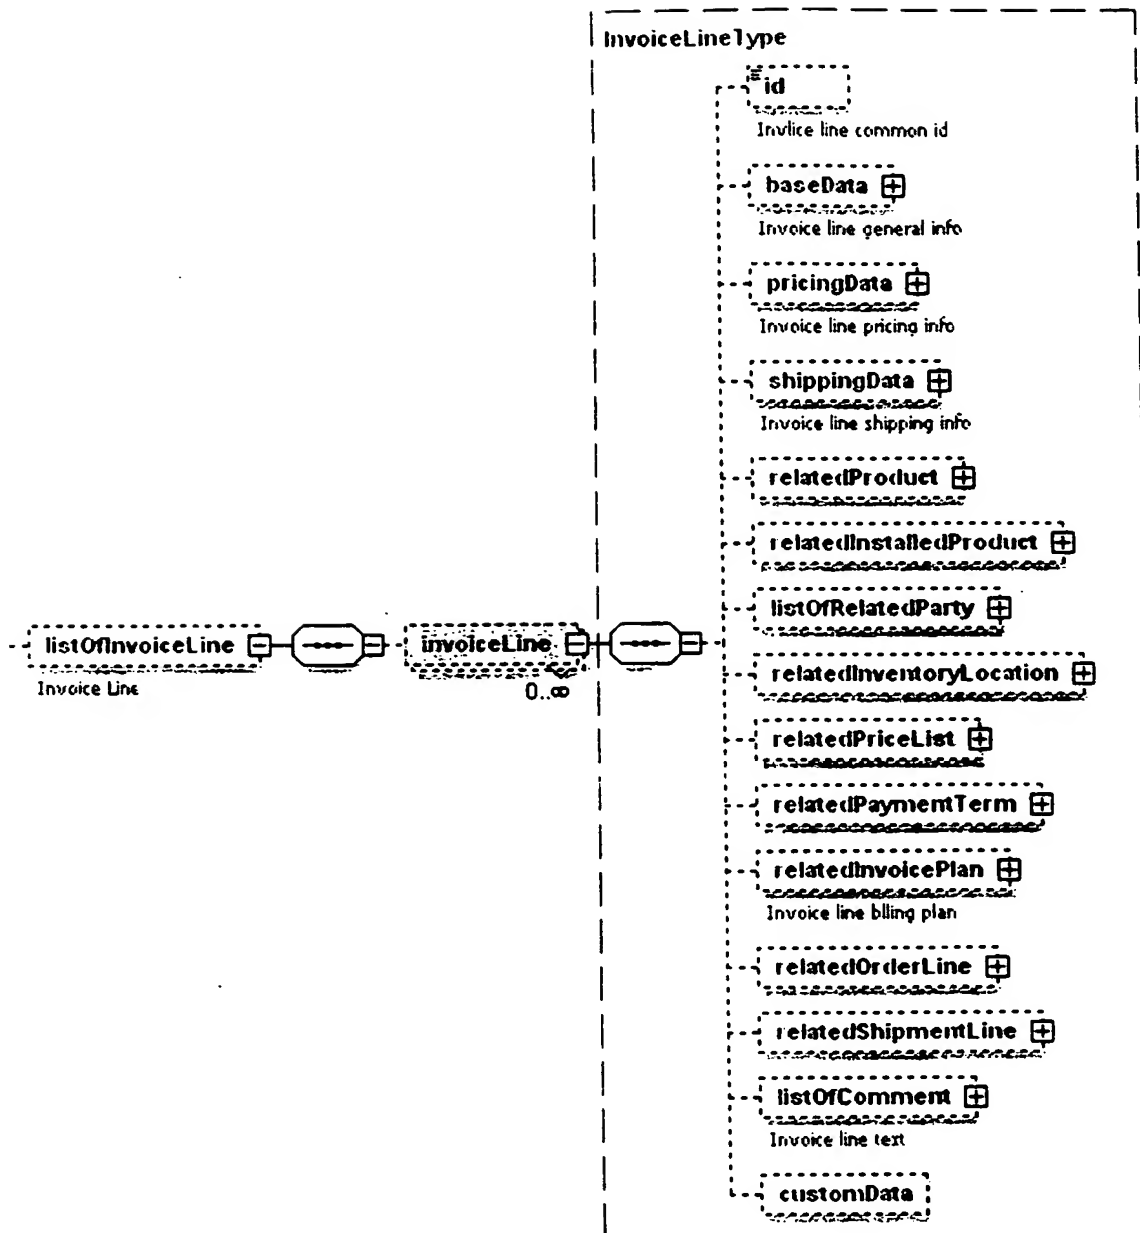 InvoiceLineType
id
Invlice line common id
baseData
Invoice line general info
pricingData
Invoice line pricing info
shippingData
Invoice line shipping info
relatedProduct
relatedInstalledProduct
listOfRelatedParty
listOfInvoiceLine
Invoice Line
invoiceLine
0..∞
relatedInventoryLocation
relatedPriceList
relatedPaymentTerm
relatedInvoicePlan
Invoice line blling plan
relatedOrderLine
relatedShipmentLine
listOfComment
Invoice line text
customData